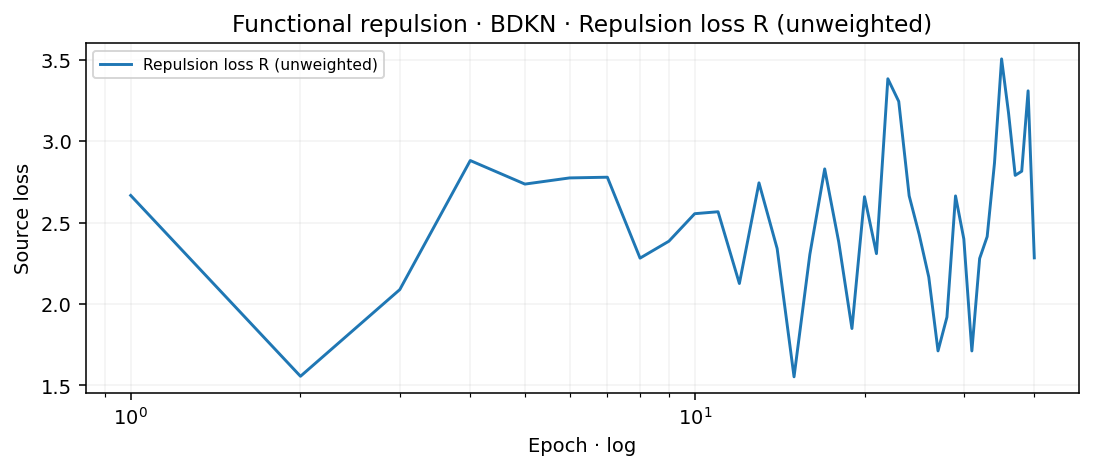 Functional repulsion · BDKN · Repulsion loss R (unweighted)
Repulsion loss R (unweighted)
Source loss
3.5
3.0
2.5
2.0
1.5
10⁰
10¹
Epoch · log